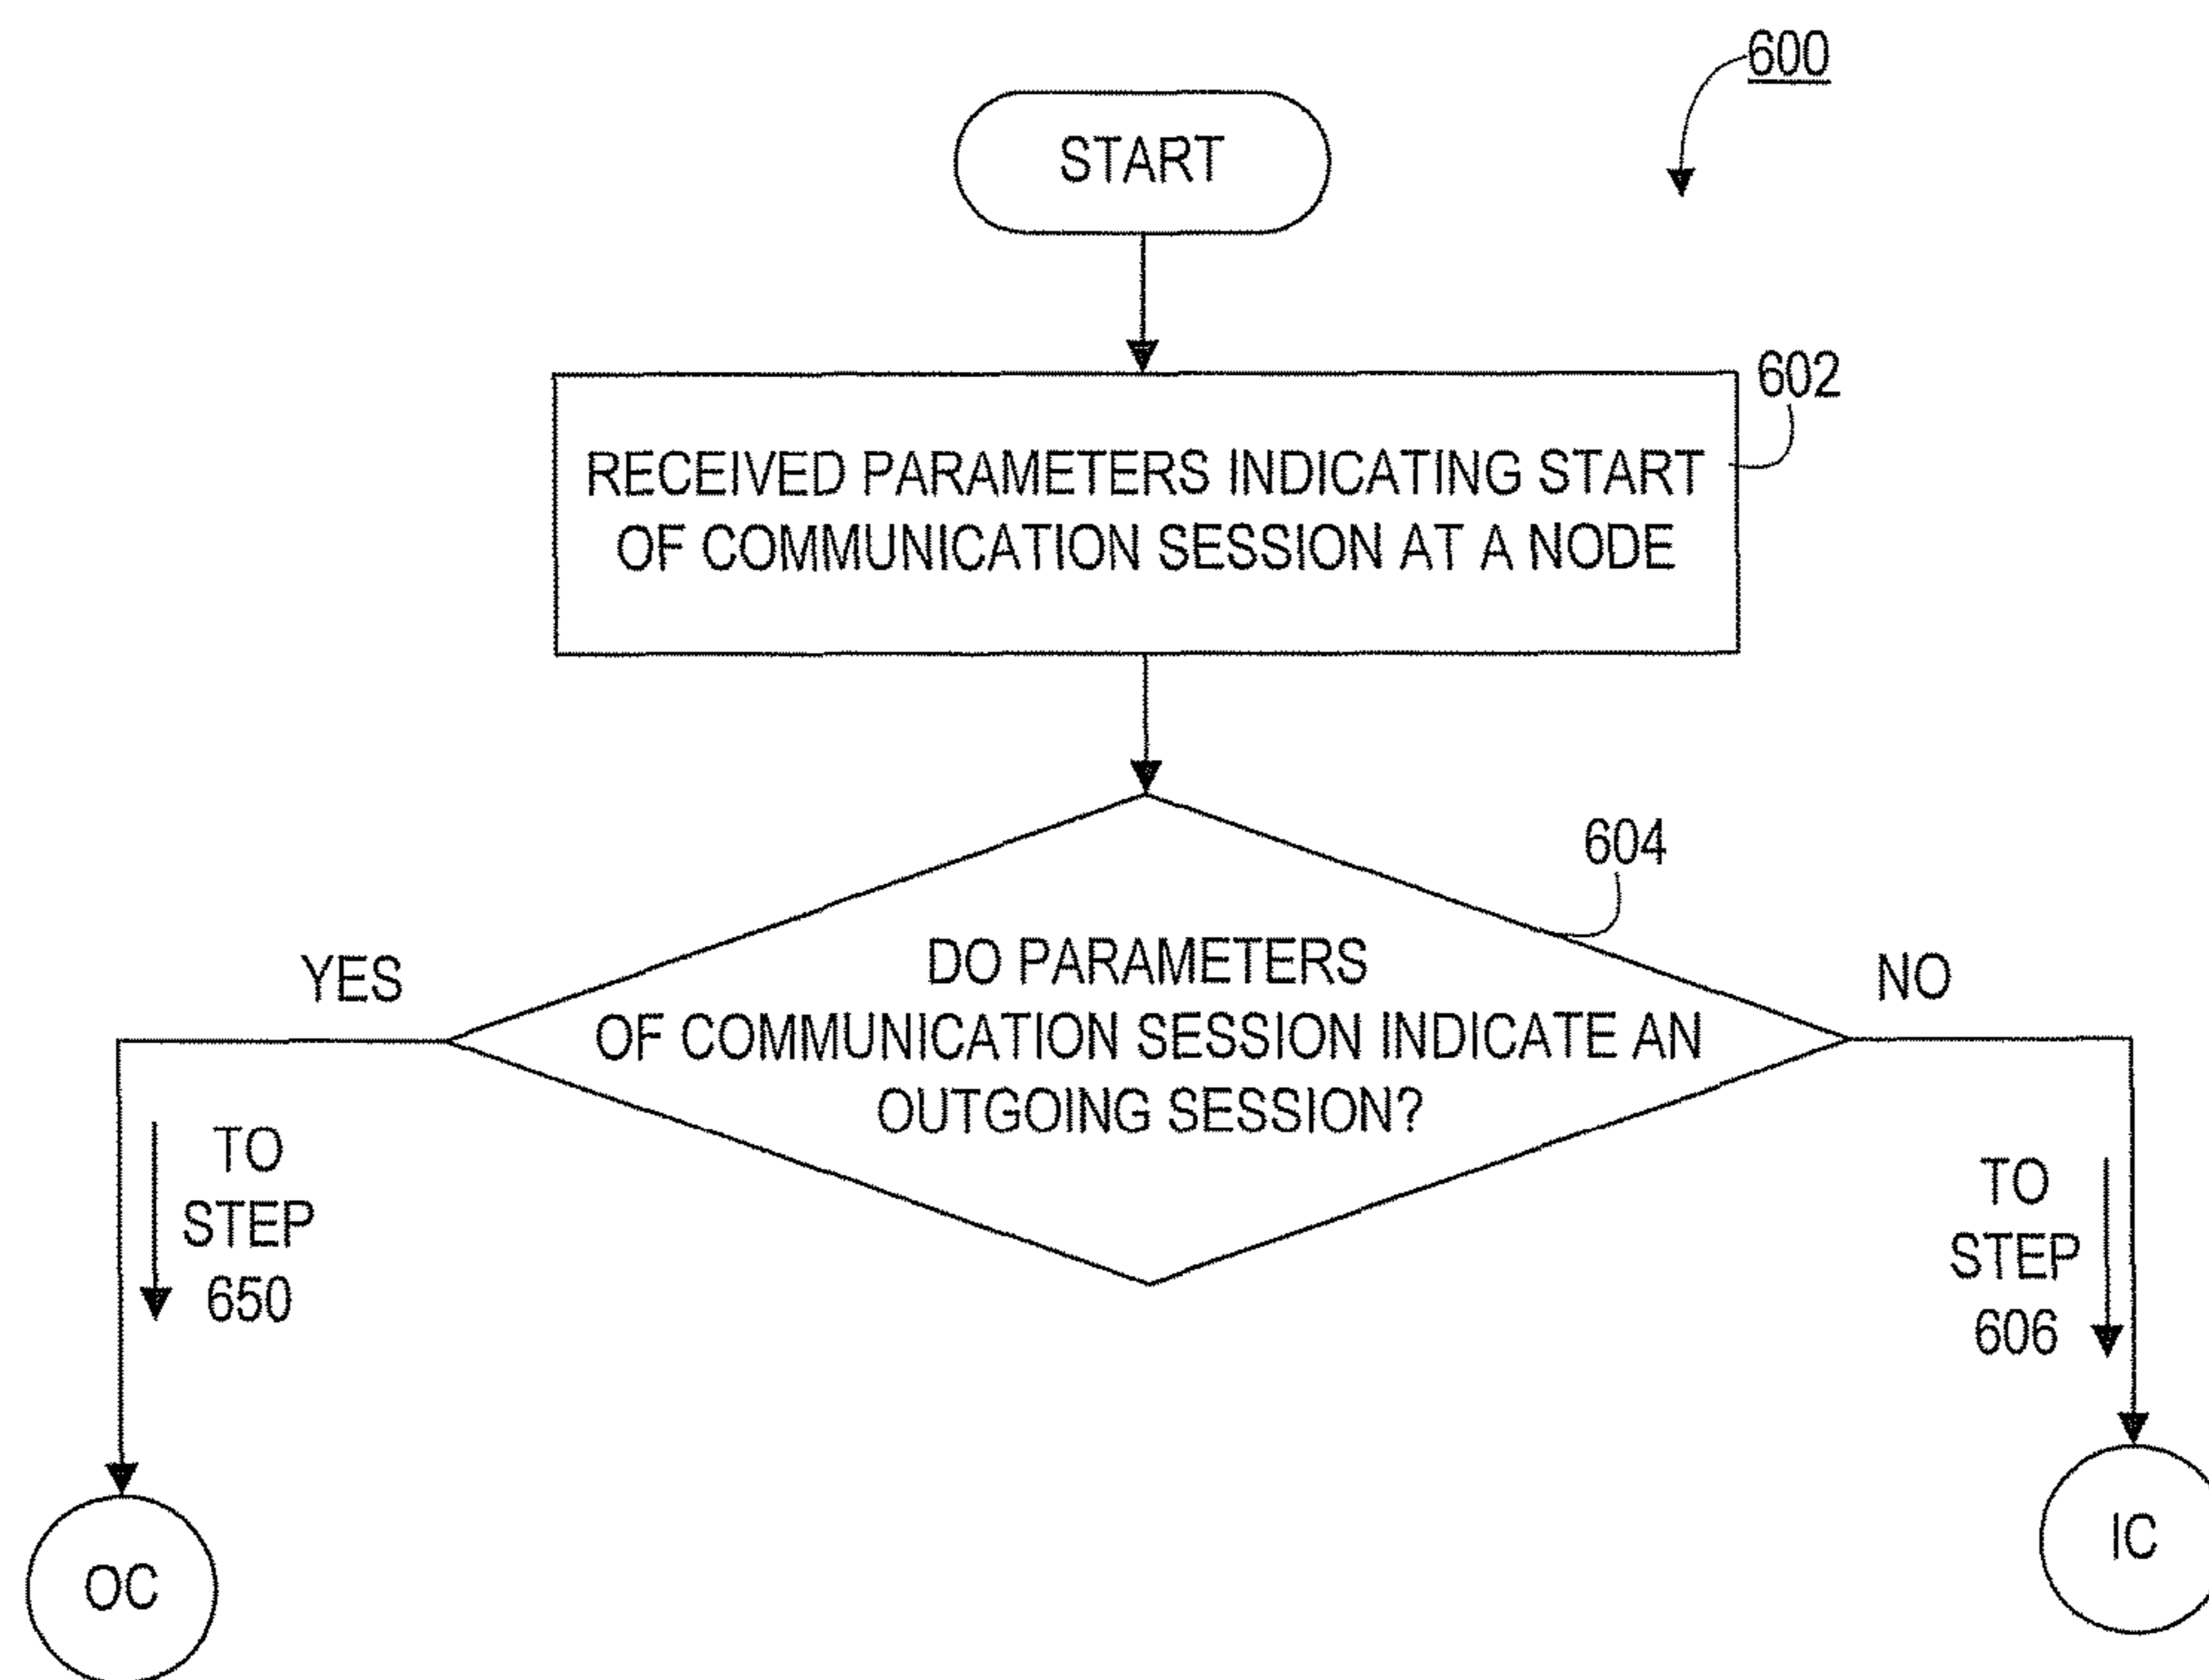 600
START
602
RECEIVED PARAMETERS INDICATING START
OF COMMUNICATION SESSION AT A NODE
604
DO PARAMETERS
OF COMMUNICATION SESSION INDICATE AN
OUTGOING SESSION?
YES
NO
TO
STEP
650
TO
STEP
606
OC
IC